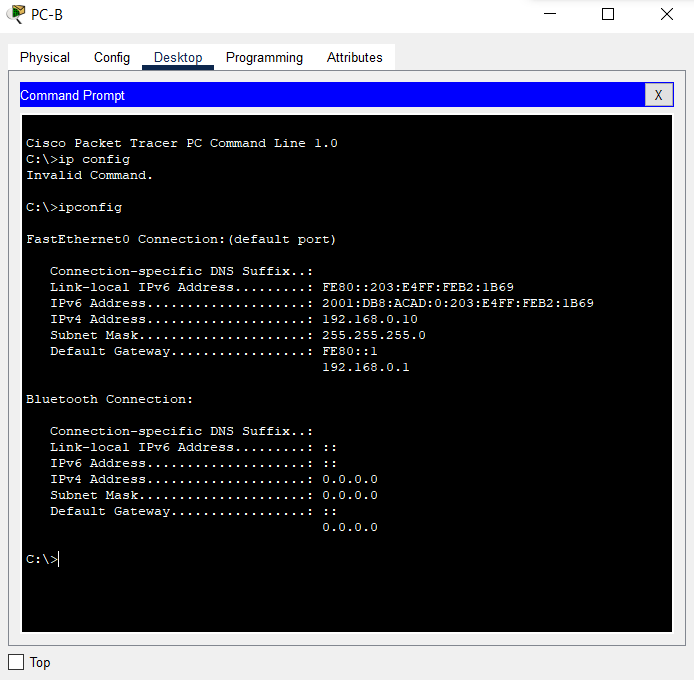 PC-B
Physical Config Desktop Programming Attributes
Command Prompt X
Cisco Packet Tracer PC Command Line 1.0
C:\>ip config
Invalid Command.
C:\>ipconfig
FastEthernet0 Connection:(default port)
Connection-specific DNS Suffix..:
Link-local IPv6 Address.........: FE80::203:E4FF:FEB2:1B69
IPv6 Address....................: 2001:DB8:ACAD:0:203:E4FF:FEB2:1B69
IPv4 Address....................: 192.168.0.10
Subnet Mask.....................: 255.255.255.0
Default Gateway.................: FE80::1
192.168.0.1
Bluetooth Connection:
Connection-specific DNS Suffix..:
Link-local IPv6 Address.........: ::
IPv6 Address....................: ::
IPv4 Address....................: 0.0.0.0
Subnet Mask.....................: 0.0.0.0
Default Gateway.................: ::
0.0.0.0
C:\>
Top